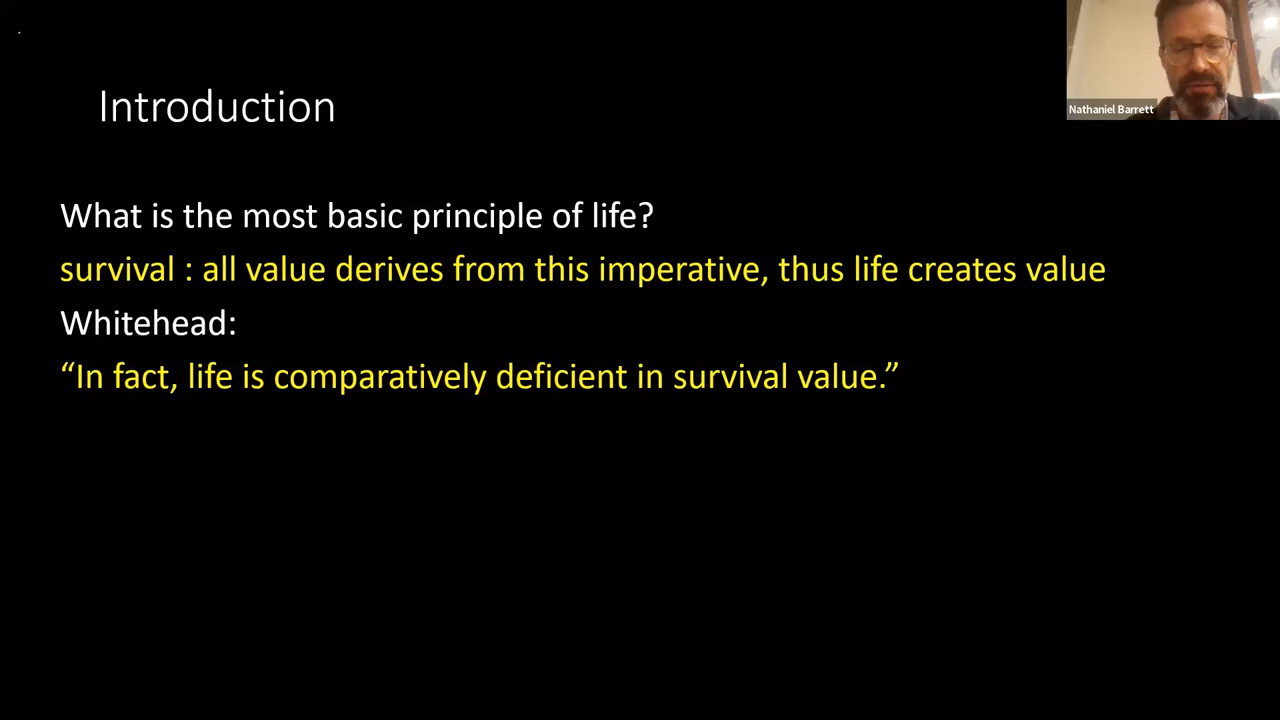 Introduction
Nathaniel Barrett
What is the most basic principle of life?
survival : all value derives from this imperative, thus life creates value
Whitehead:
“In fact, life is comparatively deficient in survival value.”